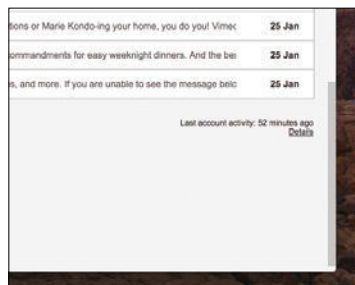 tions or Marie Kondo-ing your home, you do you! Vimeo 25 Jan
ommandments for easy weeknight dinners. And the bes 25 Jan
s, and more. If you are unable to see the message belo 25 Jan
Last account activity: 52 minutes ago
Details